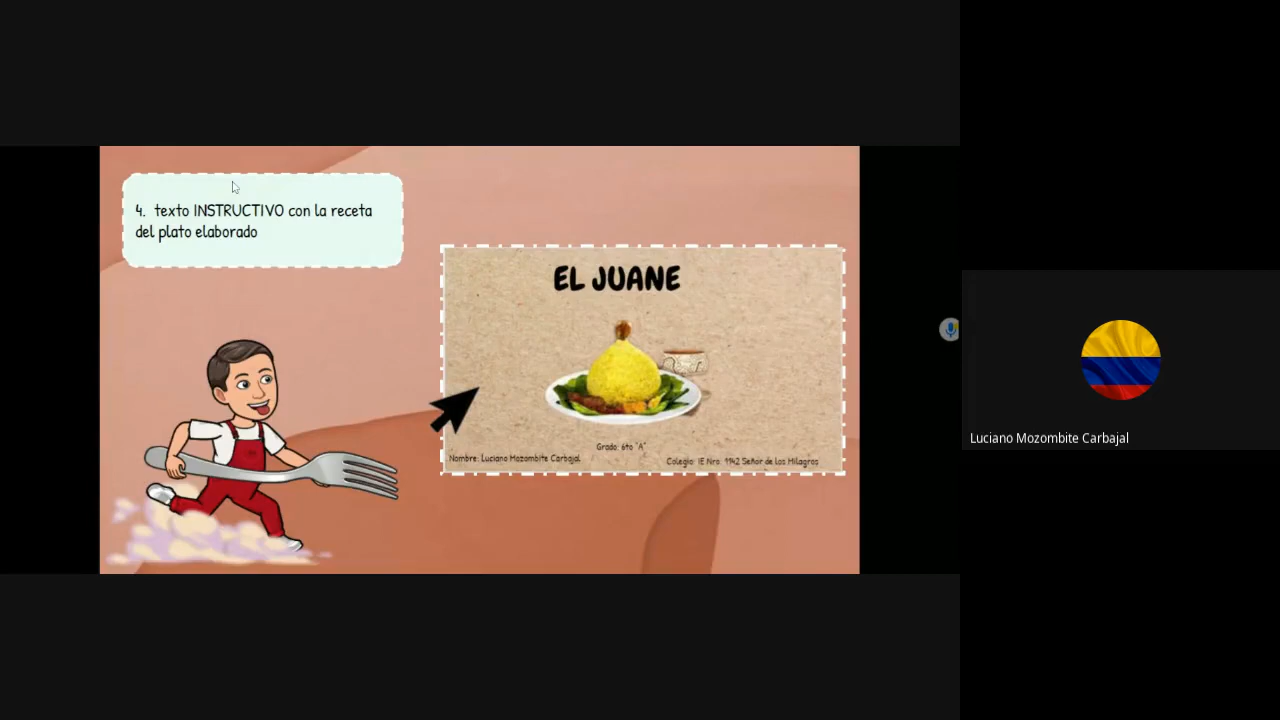 4. texto INSTRUCTIVO con la receta
del plato elaborado
EL JUANE
Grado: 6to "A"
Nombre: Luciano Mozombite Carbajal
Colegio: IE Nro. 1142 Señor de los Milagros
Luciano Mozombite Carbajal